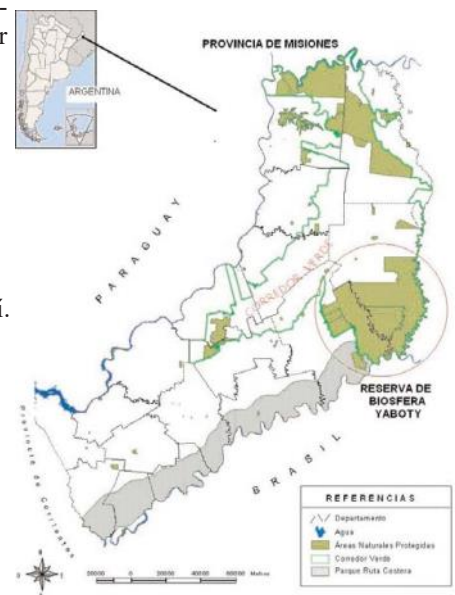 r
ARGENTINA
PROVINCIA DE MISIONES
PARAGUAY
CORREDOR VERDE
í.
RESERVA DE
BIOSFERA
YABOTY
BRASIL
Provincia de Corrientes
REFERENCIAS
Departamento
Agua
Áreas Naturales Protegidas
Corredor Verde
Parque Ruta Costera
0